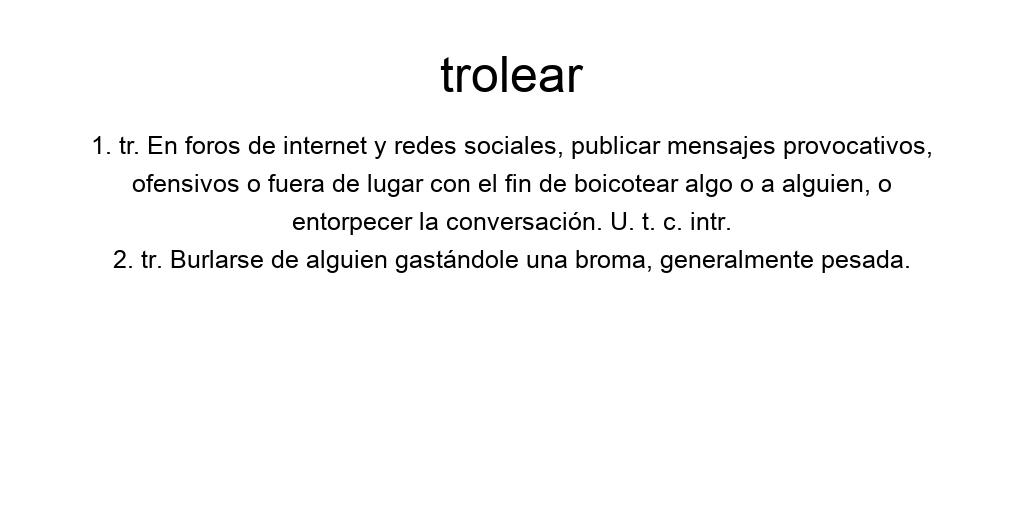 trolear
1. tr. En foros de internet y redes sociales, publicar mensajes provocativos,
ofensivos o fuera de lugar con el fin de boicotear algo o a alguien, o
entorpecer la conversación. U. t. c. intr.
2. tr. Burlarse de alguien gastándole una broma, generalmente pesada.